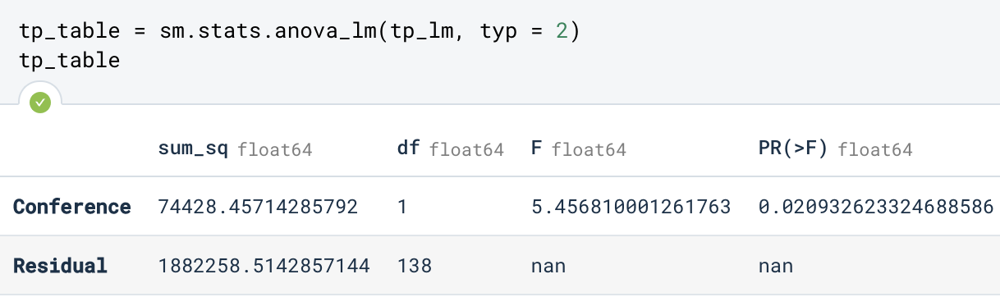 tp_table = sm.stats.anova_lm(tp_lm, typ = 2)
tp_table
sum_sq float64 df float64 F float64 PR(>F) float64
Conference 74428.45714285792 1 5.456810001261763 0.020932623324688586
Residual 1882258.5142857144 138 nan nan